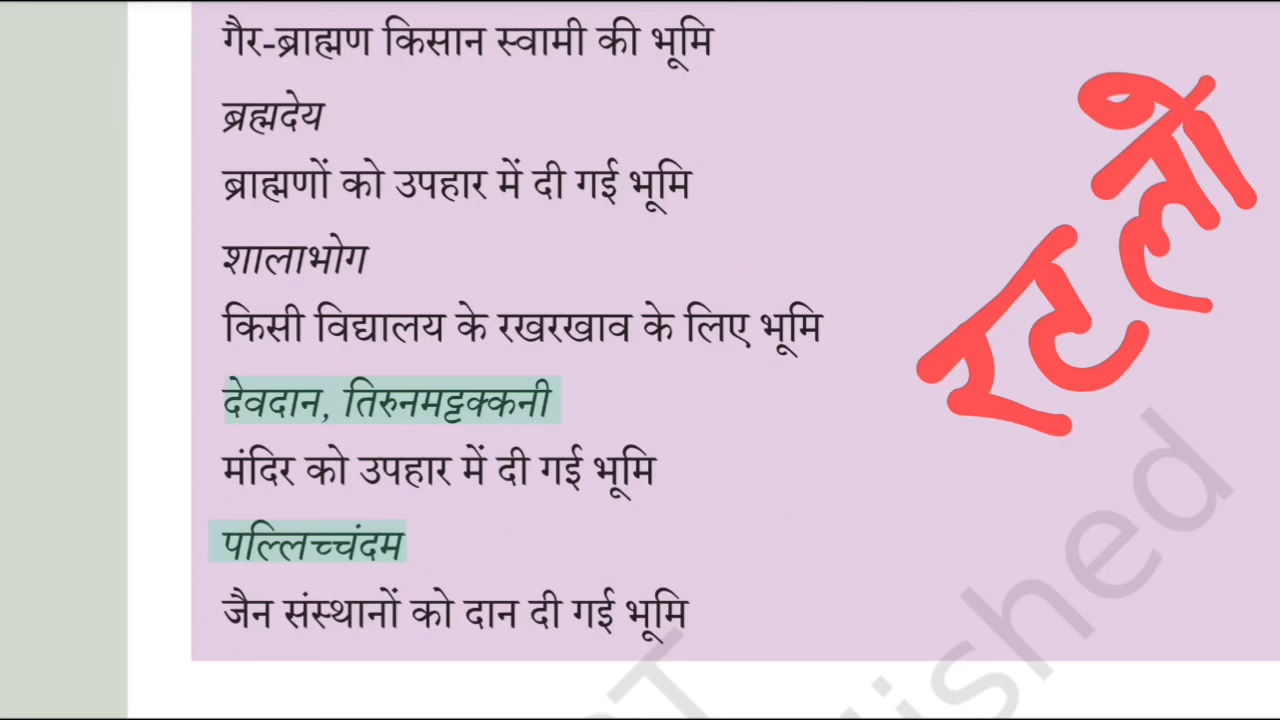 गैर-ब्राह्मण किसान स्वामी की भूमि
ब्रह्मदेय
ब्राह्मणों को उपहार में दी गई भूमि
शालाभोग
किसी विद्यालय के रखरखाव के लिए भूमि
देवदान, तिरुनमट्टक्कनी
मंदिर को उपहार में दी गई भूमि
पल्लिच्चंदम
जैन संस्थानों को दान दी गई भूमि
रट लो